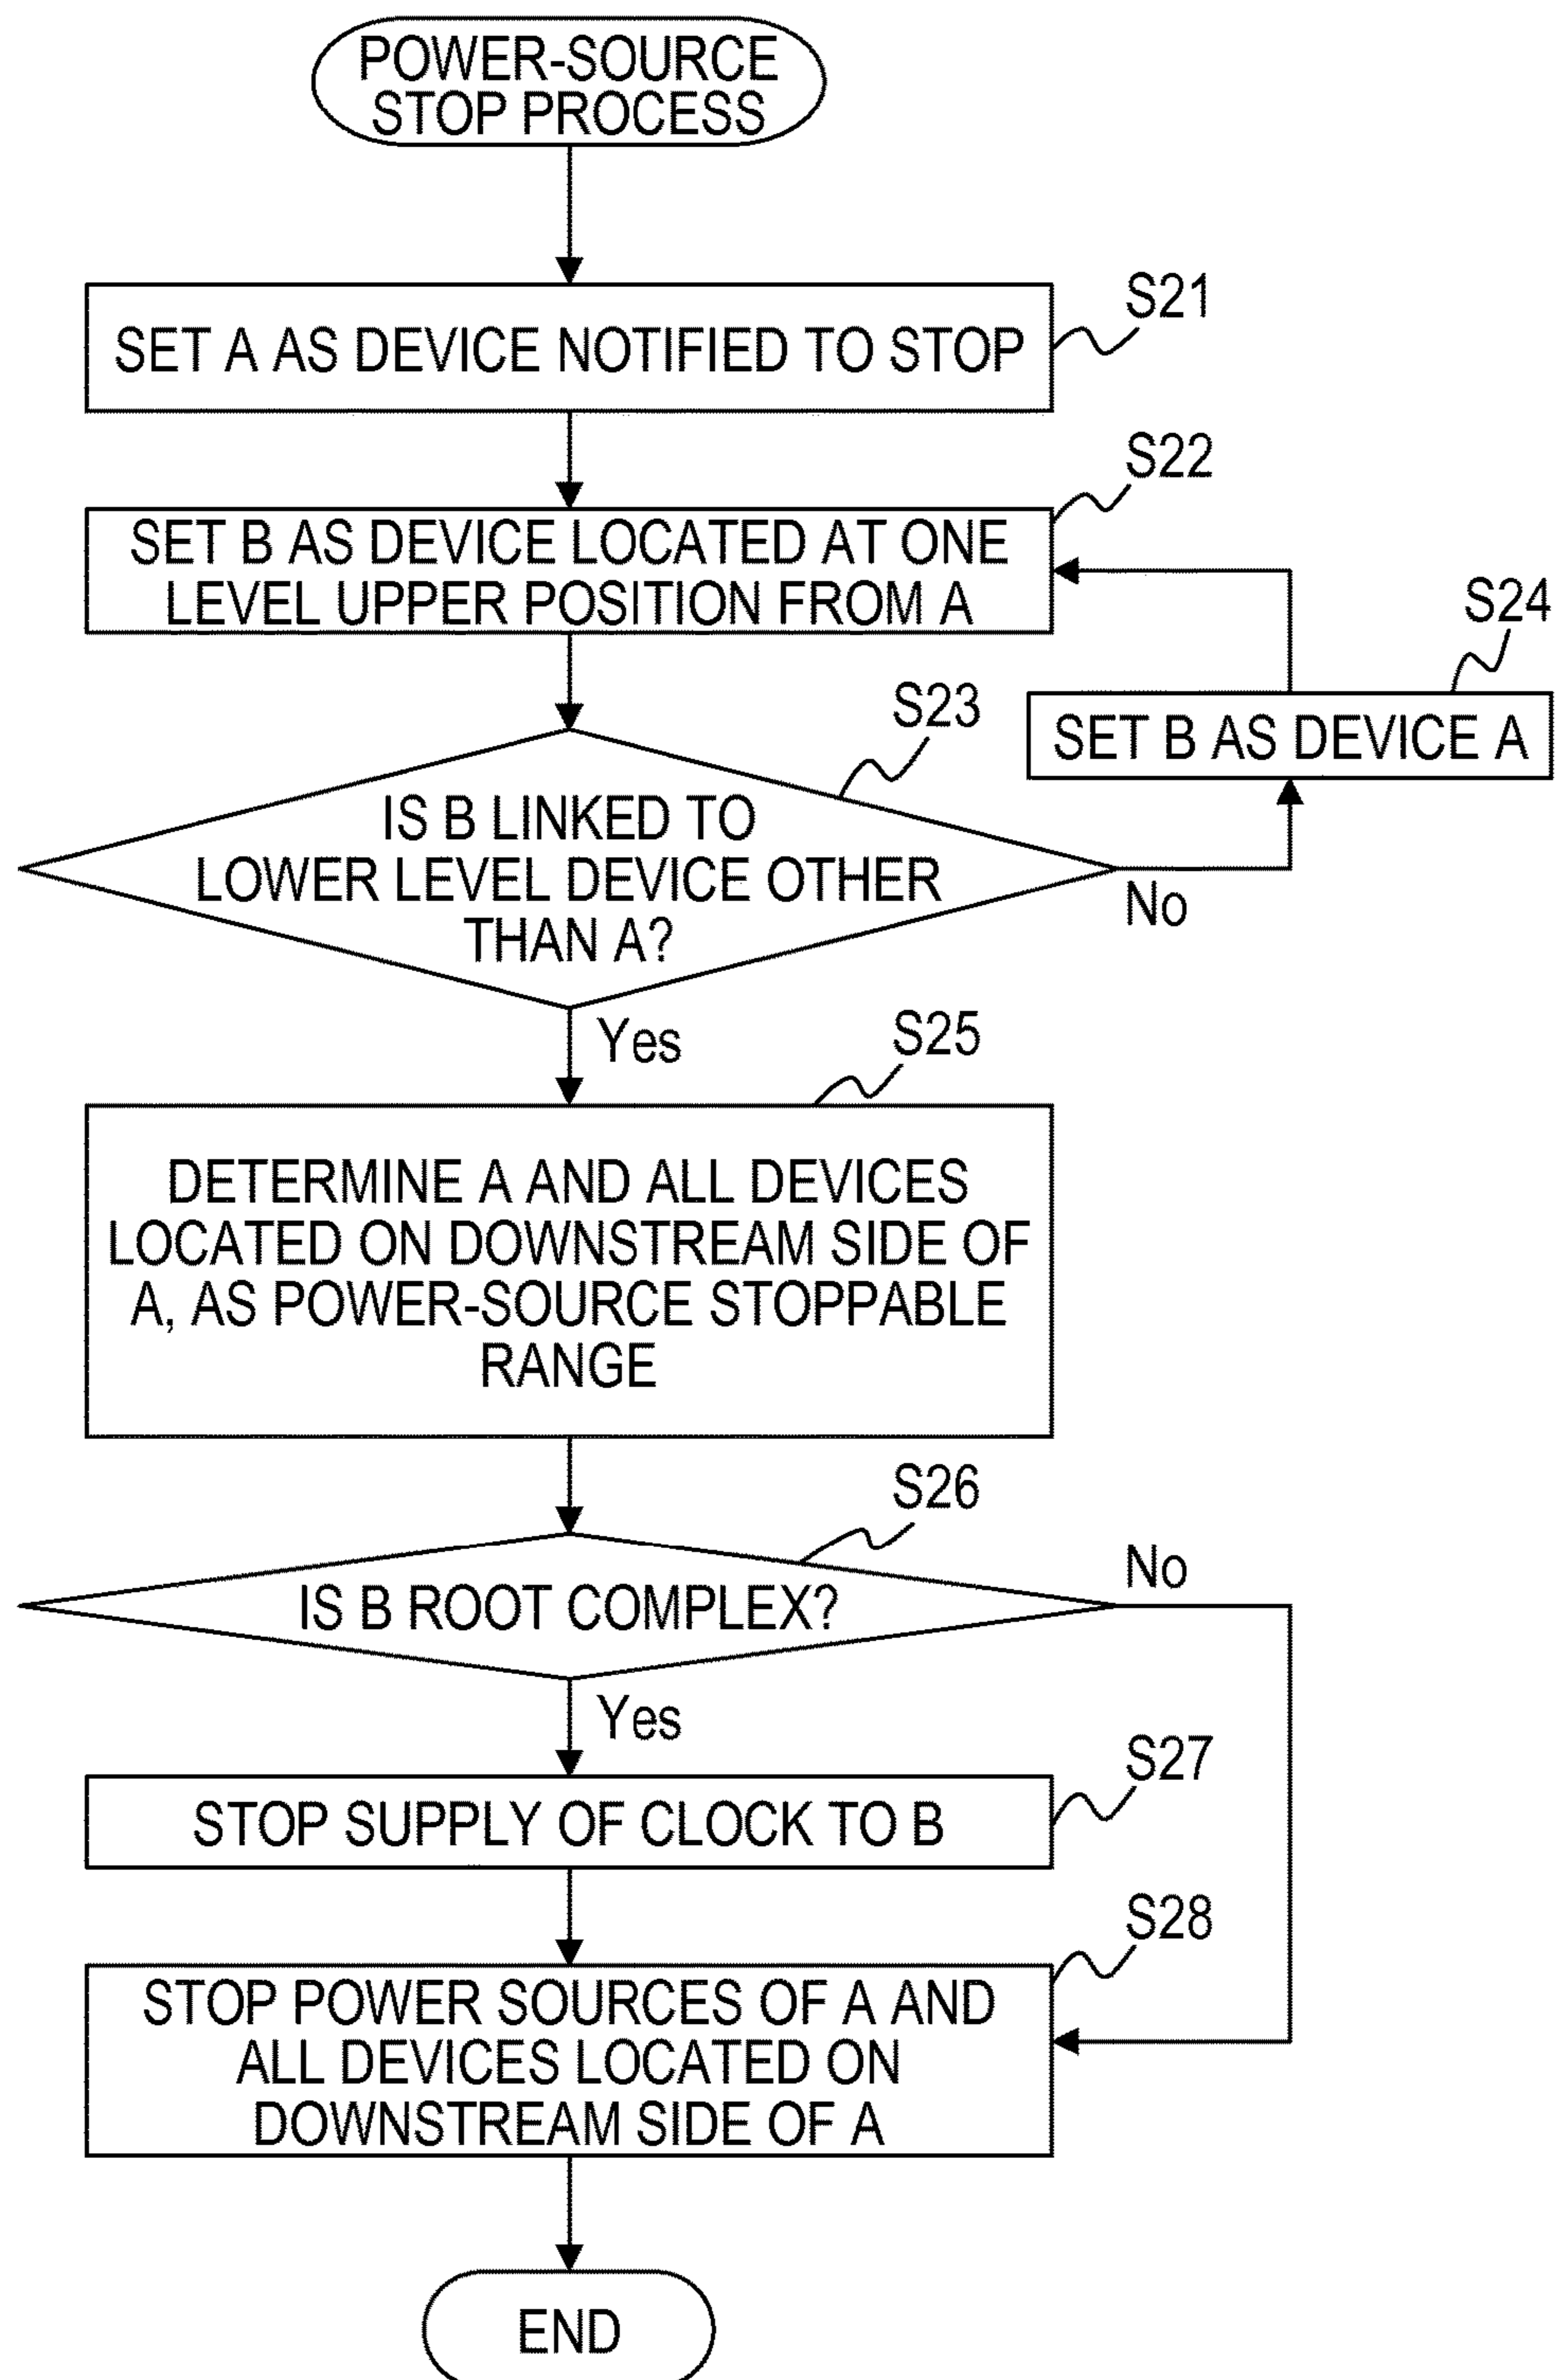 POWER-SOURCE
STOP PROCESS
S21
SET A AS DEVICE NOTIFIED TO STOP
S22
SET B AS DEVICE LOCATED AT ONE
LEVEL UPPER POSITION FROM A
S24
SET B AS DEVICE A
S23
IS B LINKED TO
LOWER LEVEL DEVICE OTHER
THAN A?
No
Yes
S25
DETERMINE A AND ALL DEVICES
LOCATED ON DOWNSTREAM SIDE OF
A, AS POWER-SOURCE STOPPABLE
RANGE
S26
IS B ROOT COMPLEX?
No
Yes
S27
STOP SUPPLY OF CLOCK TO B
S28
STOP POWER SOURCES OF A AND
ALL DEVICES LOCATED ON
DOWNSTREAM SIDE OF A
END